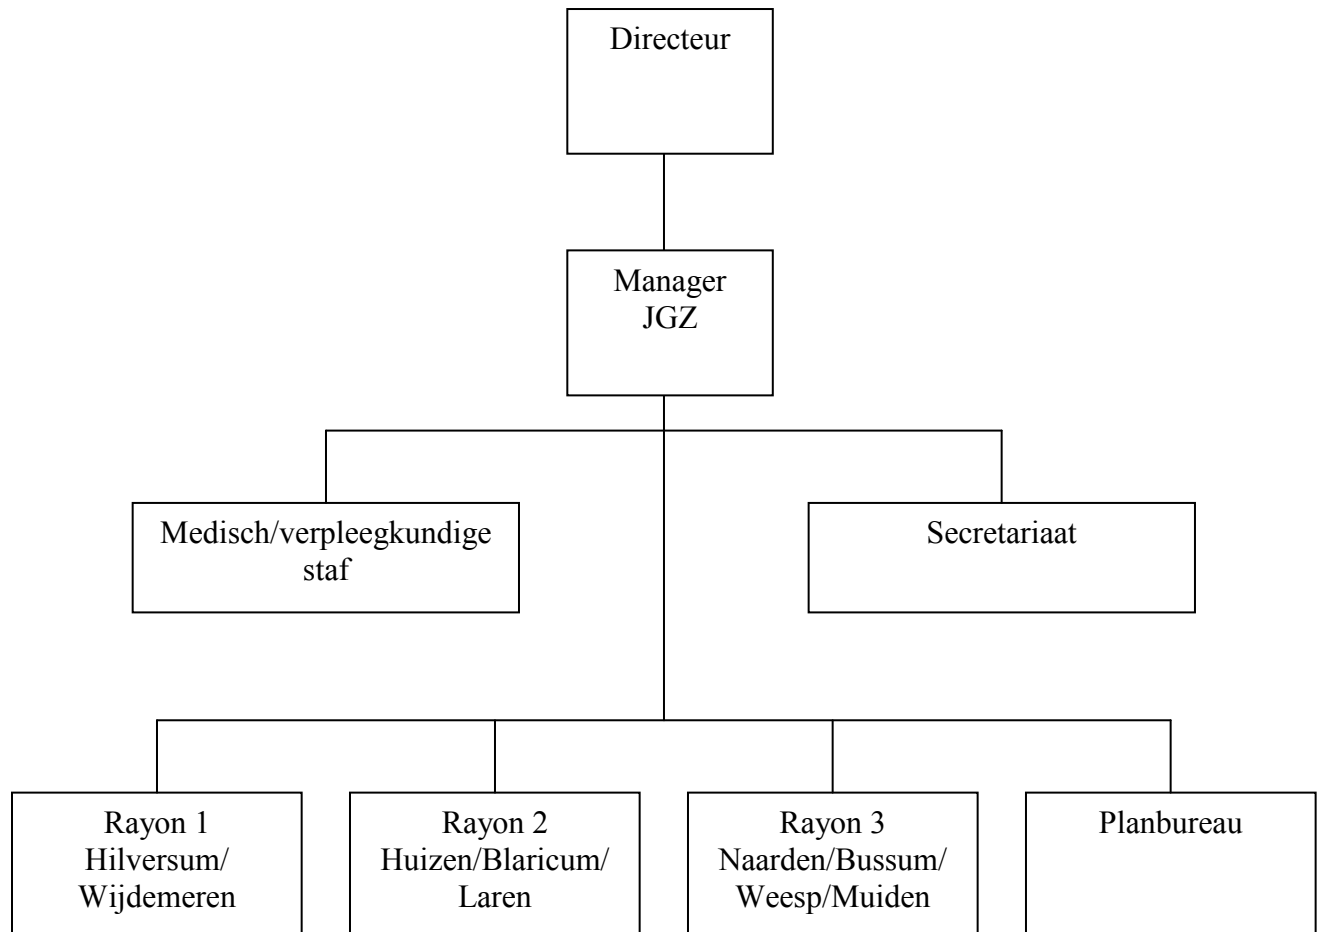 Directeur
Manager
JGZ
Medisch/verpleegkundige
staf
Secretariaat
Rayon 1
Hilversum/
Wijdemeren
Rayon 2
Huizen/Blaricum/
Laren
Rayon 3
Naarden/Bussum/
Weesp/Muiden
Planbureau